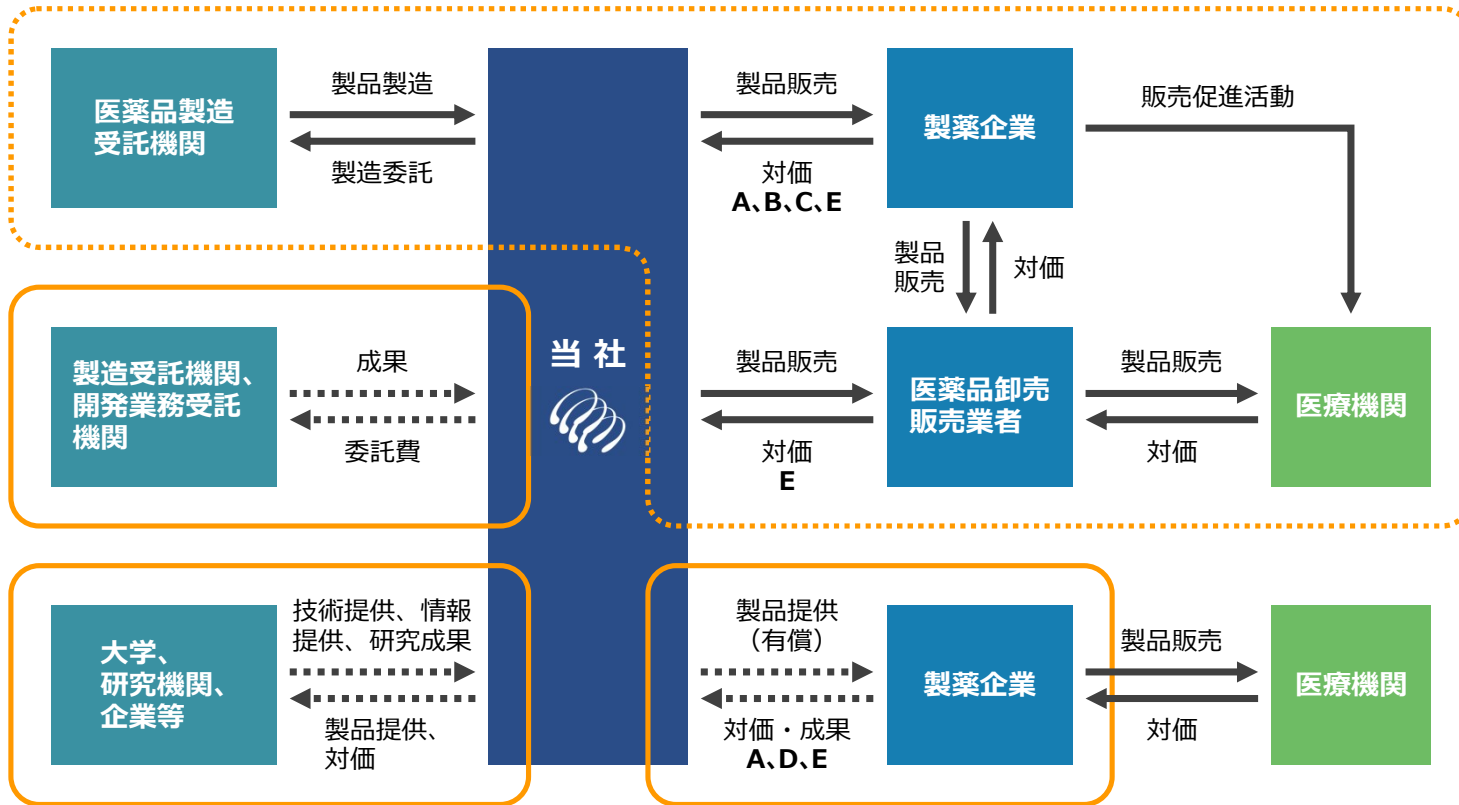 医薬品製造
受託機関
製品製造
製造委託
製品販売
対価
A、B、C、E
製薬企業
販売促進活動
製品
販売
対価
製造受託機関、
開発業務受託
機関
成果
委託費
当社
製品販売
対価
E
医薬品卸売
販売業者
製品販売
対価
医療機関
大学、
研究機関、
企業等
技術提供、情報
提供、研究成果
製品提供、
対価
製品提供
（有償）
対価・成果
A、D、E
製薬企業
製品販売
対価
医療機関